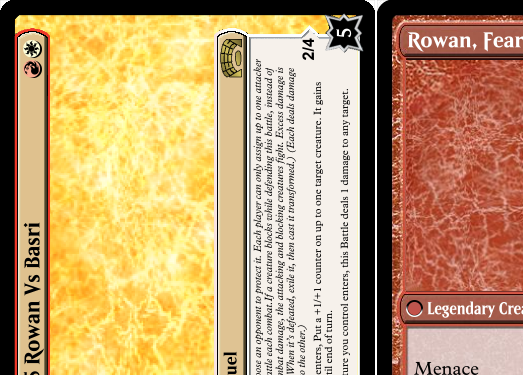 S Rowan Vs Basri
uel
ose an opponent to protect it. Each player can only assign up to one attacker
attle each combat. If a creature blocks while defending this battle, instead of
mbat damage, the attacking and blocking creatures fight. Excess damage is
When it's defeated, exile it, then cast it transformed.) (Each deals damage
o the other.)
enters, Put a +1/+1 counter on up to one target creature. It gains
til end of turn.
ture you control enters, this Battle deals 1 damage to any target.
2/4
5
Rowan, Fear
Legendary Crea
Menace